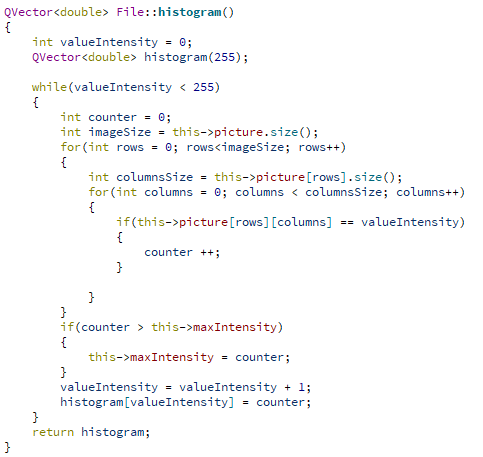 QVector<double> File::histogram()
{
    int valueIntensity = 0;
    QVector<double> histogram(255);

    while(valueIntensity < 255)
    {
        int counter = 0;
        int imageSize = this->picture.size();
        for(int rows = 0; rows<imageSize; rows++)
        {
            int columnsSize = this->picture[rows].size();
            for(int columns = 0; columns < columnsSize; columns++)
            {
                if(this->picture[rows][columns] == valueIntensity)
                {
                    counter ++;
                }

            }
        }
        if(counter > this->maxIntensity)
        {
            this->maxIntensity = counter;
        }
        valueIntensity = valueIntensity + 1;
        histogram[valueIntensity] = counter;
    }
    return histogram;
}